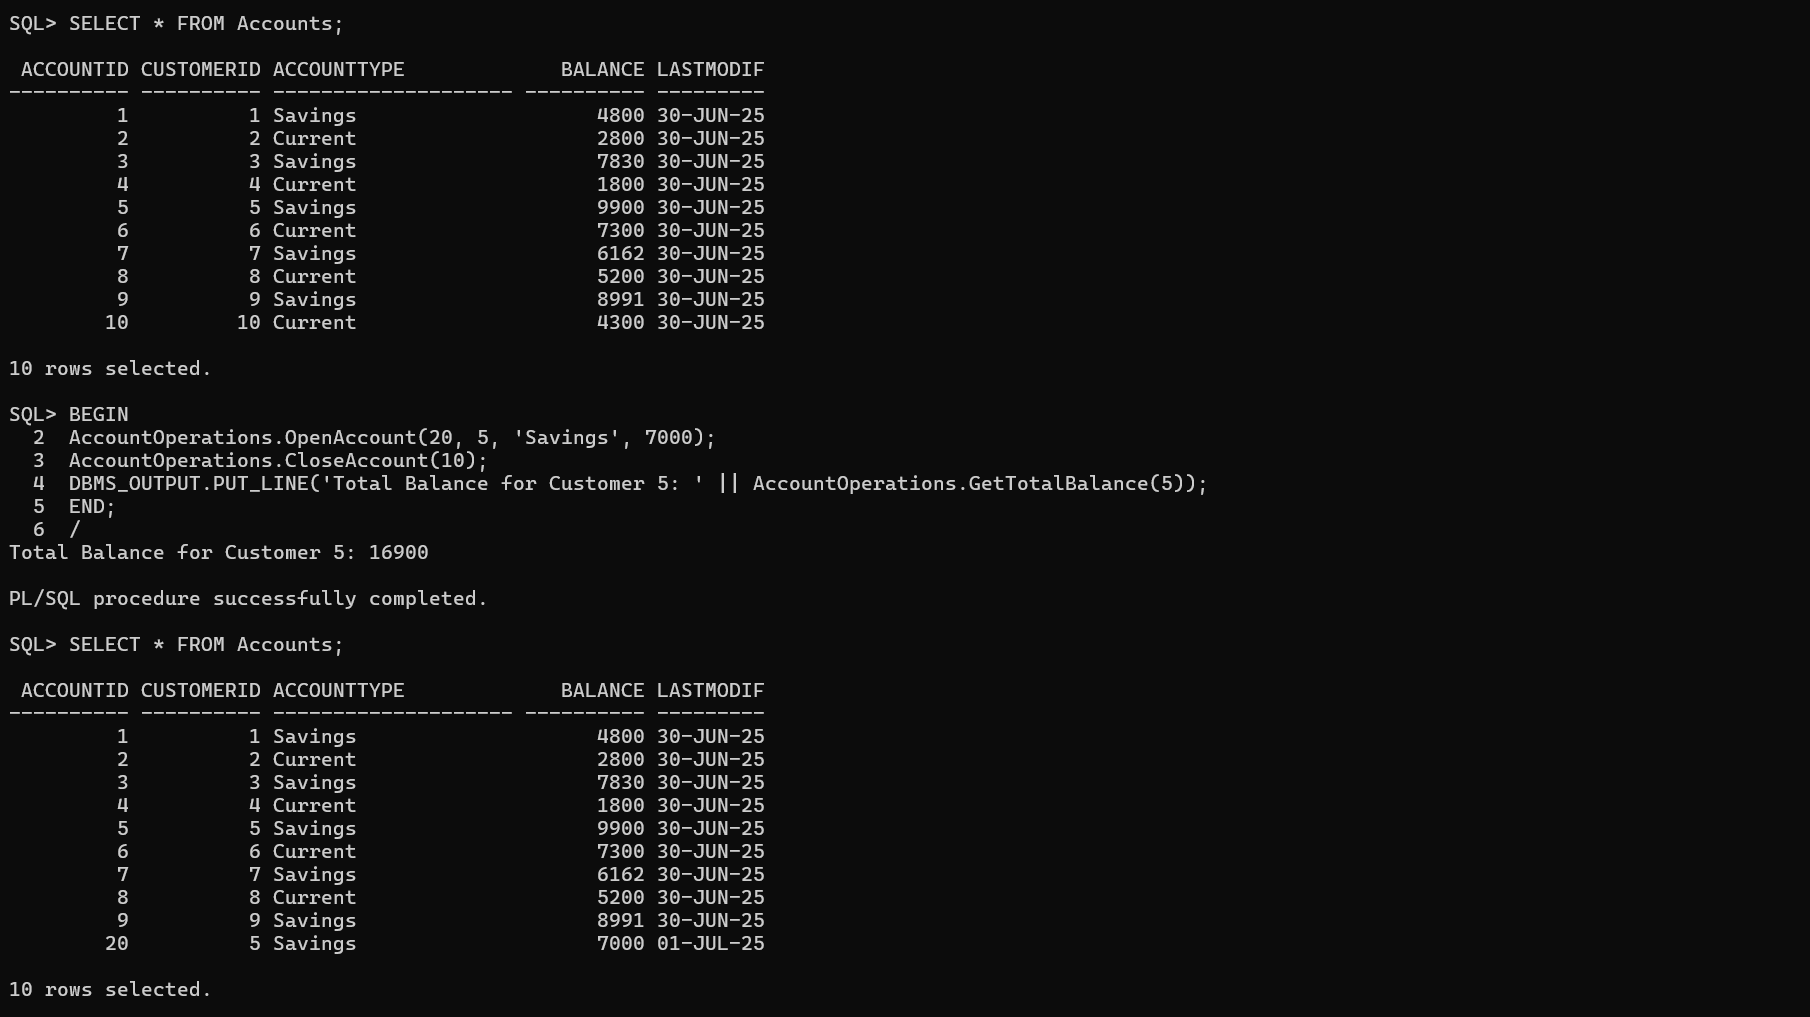 SQL> SELECT * FROM Accounts;
 ACCOUNTID CUSTOMERID ACCOUNTTYPE             BALANCE LASTMODIF
---------- ---------- -------------------- ---------- ---------
         1          1 Savings                    4800 30-JUN-25
         2          2 Current                    2800 30-JUN-25
         3          3 Savings                    7830 30-JUN-25
         4          4 Current                    1800 30-JUN-25
         5          5 Savings                    9900 30-JUN-25
         6          6 Current                    7300 30-JUN-25
         7          7 Savings                    6162 30-JUN-25
         8          8 Current                    5200 30-JUN-25
         9          9 Savings                    8991 30-JUN-25
        10         10 Current                    4300 30-JUN-25
10 rows selected.
SQL> BEGIN
  2  AccountOperations.OpenAccount(20, 5, 'Savings', 7000);
  3  AccountOperations.CloseAccount(10);
  4  DBMS_OUTPUT.PUT_LINE('Total Balance for Customer 5: ' || AccountOperations.GetTotalBalance(5));
  5  END;
  6  /
Total Balance for Customer 5: 16900
PL/SQL procedure successfully completed.
SQL> SELECT * FROM Accounts;
 ACCOUNTID CUSTOMERID ACCOUNTTYPE             BALANCE LASTMODIF
---------- ---------- -------------------- ---------- ---------
         1          1 Savings                    4800 30-JUN-25
         2          2 Current                    2800 30-JUN-25
         3          3 Savings                    7830 30-JUN-25
         4          4 Current                    1800 30-JUN-25
         5          5 Savings                    9900 30-JUN-25
         6          6 Current                    7300 30-JUN-25
         7          7 Savings                    6162 30-JUN-25
         8          8 Current                    5200 30-JUN-25
         9          9 Savings                    8991 30-JUN-25
        20          5 Savings                    7000 01-JUL-25
10 rows selected.